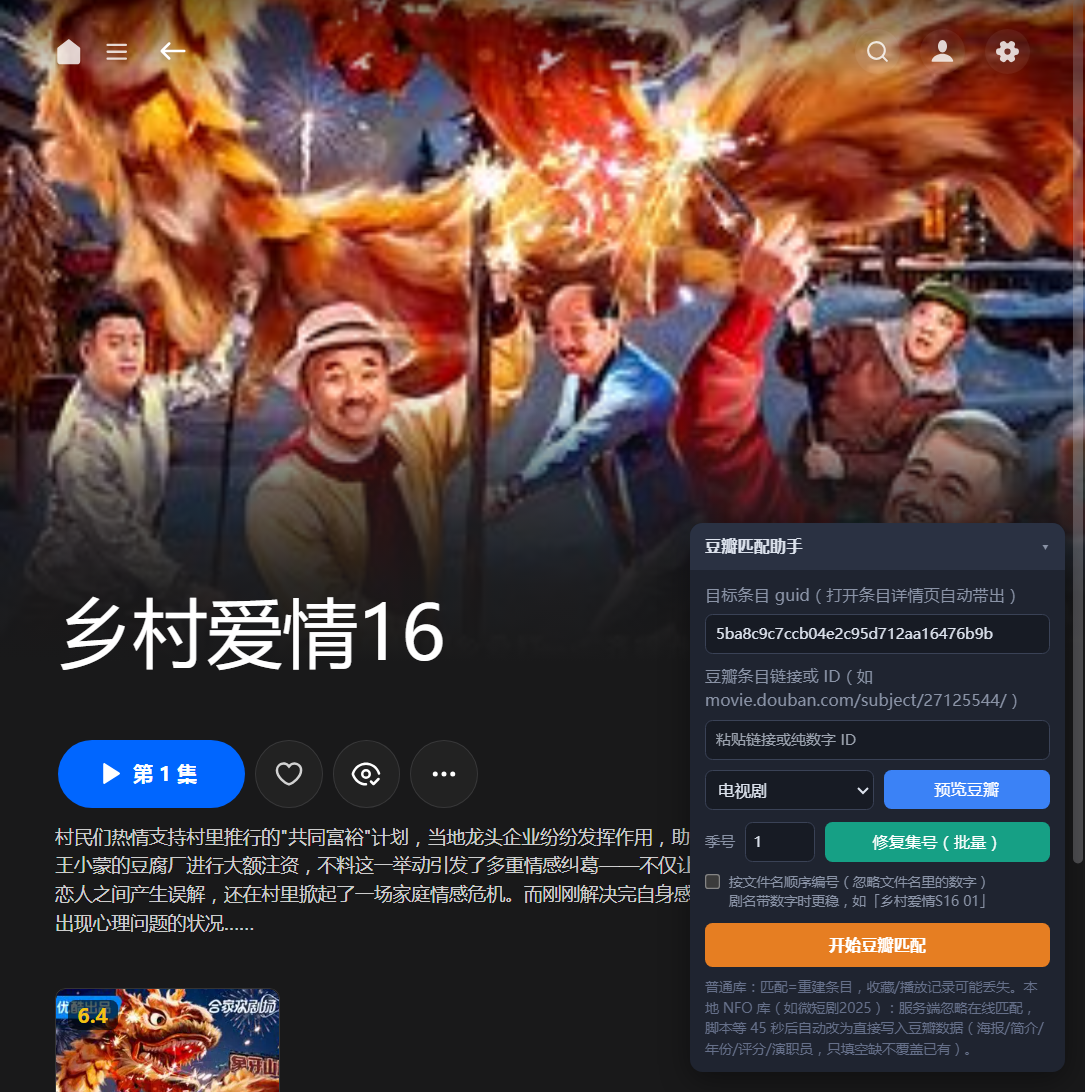 乡村爱情16
第 1 集
村民们热情支持村里推行的"共同富裕"计划，当地龙头企业纷纷发挥作用，助
王小蒙的豆腐厂进行大额注资，不料这一举动引发了多重情感纠葛——不仅让
恋人之间产生误解，还在村里掀起了一场家庭情感危机。而刚刚解决完自身感
出现心理问题的状况......
优酷出品
6.4
合家欢剧场
象牙山
豆瓣匹配助手
目标条目 guid（打开条目详情页自动带出）
5ba8c9c7ccb04e2c95d712aa16476b9b
豆瓣条目链接或 ID（如
movie.douban.com/subject/27125544/）
粘贴链接或纯数字 ID
电视剧
预览豆瓣
季号
1
修复集号（批量）
按文件名顺序编号（忽略文件名里的数字）
剧名带数字时更稳，如「乡村爱情S16 01」
开始豆瓣匹配
普通库：匹配=重建条目，收藏/播放记录可能丢失。本
地 NFO 库（如微短剧2025）：服务端忽略在线匹配，
脚本等 45 秒后自动改为直接写入豆瓣数据（海报/简介/
年份/评分/演职员，只填空缺不覆盖已有）。